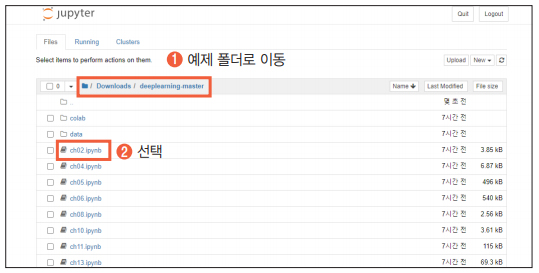 jupyter
Quit
Logout
Files Running Clusters
Select items to perform actions on them.
1 예제 폴더로 이동
Upload New
0 / Downloads / deeplearning-master
Name Last Modified File size
..
몇 초 전
colab 7시간 전
data 7시간 전
ch02.ipynb 2 선택 7시간 전 3.85 kB
ch04.ipynb 7시간 전 6.87 kB
ch05.ipynb 7시간 전 496 kB
ch06.ipynb 7시간 전 540 kB
ch08.ipynb 7시간 전 2.56 kB
ch10.ipynb 7시간 전 3.61 kB
ch11.ipynb 7시간 전 115 kB
ch13.ipynb 7시간 전 69.3 kB